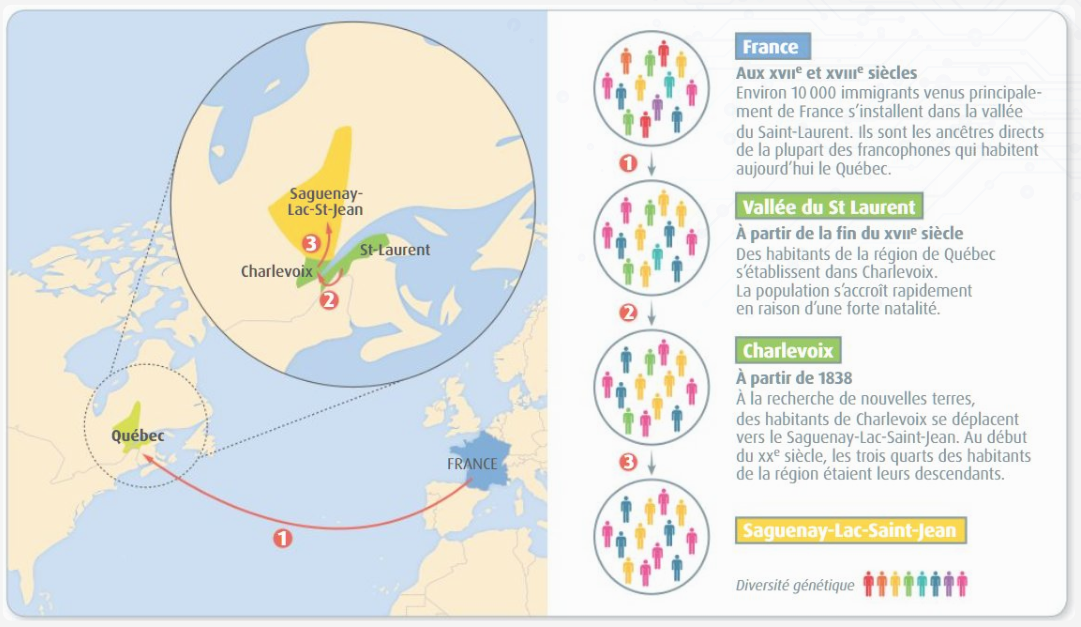 Saguenay-
Lac-St-Jean
3
St-Laurent
Charlevoix
2
Québec
FRANCE
1
1
2
3
France
Aux XVIIe et XVIIIe siècles
Environ 10 000 immigrants venus principale-
ment de France s’installent dans la vallée
du Saint-Laurent. Ils sont les ancêtres directs
de la plupart des francophones qui habitent
aujourd’hui le Québec.
Vallée du St Laurent
À partir de la fin du XVIIe siècle
Des habitants de la région de Québec
s’établissent dans Charlevoix.
La population s’accroît rapidement
en raison d’une forte natalité.
Charlevoix
À partir de 1838
À la recherche de nouvelles terres,
des habitants de Charlevoix se déplacent
vers le Saguenay-Lac-Saint-Jean. Au début
du XXe siècle, les trois quarts des habitants
de la région étaient leurs descendants.
Saguenay-Lac-Saint-Jean
Diversité génétique